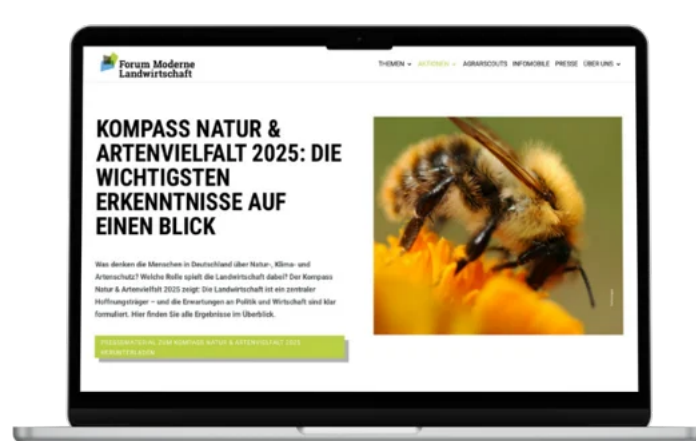 Forum Moderne
Landwirtschaft
THEMEN AKTIONEN AGRARSCOUTS INFOMOBILE PRESSE ÜBER UNS
KOMPASS NATUR &
ARTENVIELFALT 2025: DIE
WICHTIGSTEN
ERKENNTNISSE AUF
EINEN BLICK
Was denken die Menschen in Deutschland über Natur-, Klima- und
Artenschutz? Welche Rolle spielt die Landwirtschaft dabei? Der Kompass
Natur & Artenvielfalt 2025 zeigt: Die Landwirtschaft ist ein zentraler
Hoffnungsträger – und die Erwartungen an Politik und Wirtschaft sind klar
formuliert. Hier finden Sie alle Ergebnisse im Überblick.
PRESSEMATERIAL ZUM KOMPASS NATUR & ARTENVIELFALT 2025
HERUNTERLADEN